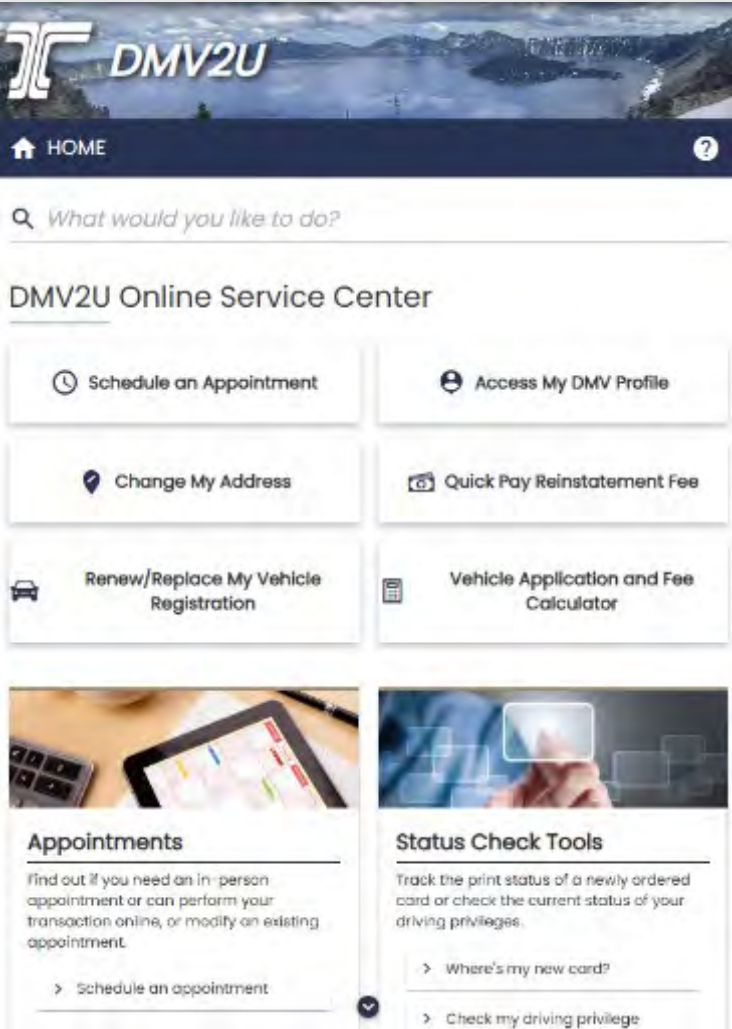 DMV2U
HOME
What would you like to do?
DMV2U Online Service Center
Schedule an Appointment
Access My DMV Profile
Change My Address
Quick Pay Reinstatement Fee
Renew/Replace My Vehicle
Registration
Vehicle Application and Fee
Calculator
Appointments
Find out if you need an in-person
appointment or can perform your
transaction online, or modify an existing
appointment.
> Schedule an appointment
Status Check Tools
Track the print status of a newly ordered
card or check the current status of your
driving privileges.
> Where's my new card?
> Check my driving privilege